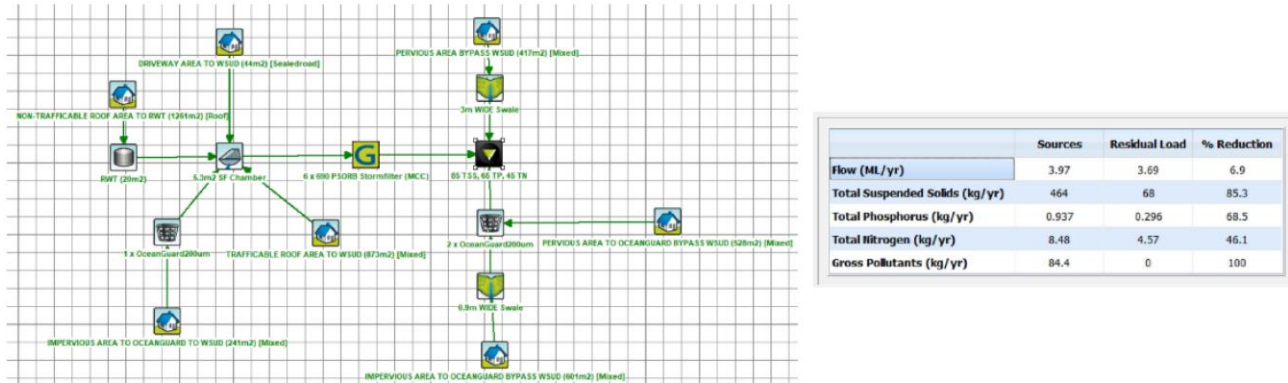 DRIVEWAY AREA TO WSUD (44m2) [Sealedroad]
PERVIOUS AREA BYPASS WSUD (417m2) [Mixed]
NON-TRAFFICABLE ROOF AREA TO RWT (1261m2) [Roof]
3m WIDE Swale
RWT (20m2)
5.3m2 SF Chamber
G
6 x 690 PSORB Stormfilter (MCC)
85 TSS, 65 TP, 45 TN
1 x OceanGuard200um
TRAFFICABLE ROOF AREA TO WSUD (873m2) [Mixed]
2 x OceanGuard200um
PERVIOUS AREA TO OCEANGUARD BYPASS WSUD (528m2) [Mixed]
6.9m WIDE Swale
IMPERVIOUS AREA TO OCEANGUARD TO WSUD (241m2) [Mixed]
IMPERVIOUS AREA TO OCEANGUARD BYPASS WSUD (601m2) [Mixed]
Sources Residual Load % Reduction
Flow (ML/yr) 3.97 3.69 6.9
Total Suspended Solids (kg/yr) 464 68 85.3
Total Phosphorus (kg/yr) 0.937 0.296 68.5
Total Nitrogen (kg/yr) 8.48 4.57 46.1
Gross Pollutants (kg/yr) 84.4 0 100